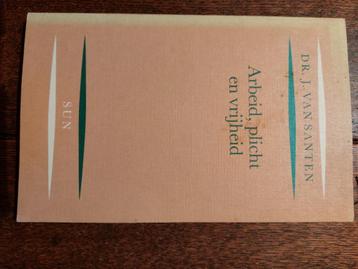 DR. J. VAN SANTEN
Arbeid, plicht
en vrijheid
SUN